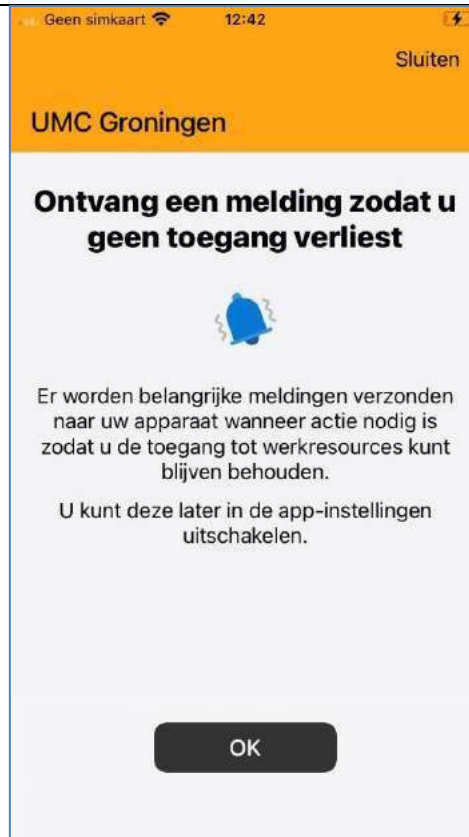 Geen simkaart 12:42
Sluiten
UMC Groningen
Ontvang een melding zodat u
geen toegang verliest
Er worden belangrijke meldingen verzonden
naar uw apparaat wanneer actie nodig is
zodat u de toegang tot werkresources kunt
blijven behouden.
U kunt deze later in de app-instellingen
uitschakelen.
OK